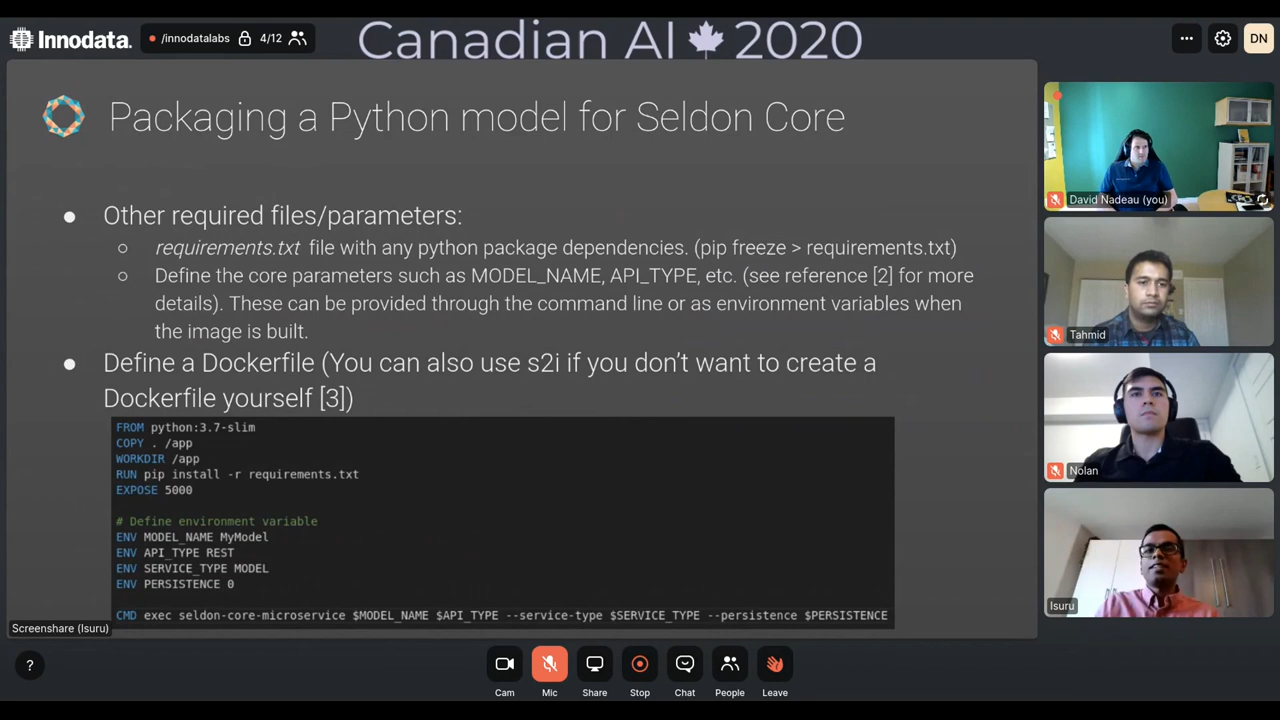 Innodata.
/innodatalabs 4/12
Canadian AI 2020
DN
Packaging a Python model for Seldon Core
● Other required files/parameters:
○ requirements.txt file with any python package dependencies. (pip freeze > requirements.txt)
○ Define the core parameters such as MODEL_NAME, API_TYPE, etc. (see reference [2] for more
details). These can be provided through the command line or as environment variables when
the image is built.
● Define a Dockerfile (You can also use s2i if you don’t want to create a
Dockerfile yourself [3])
FROM python:3.7-slim
COPY . /app
WORKDIR /app
RUN pip install -r requirements.txt
EXPOSE 5000
# Define environment variable
ENV MODEL_NAME MyModel
ENV API_TYPE REST
ENV SERVICE_TYPE MODEL
ENV PERSISTENCE 0
CMD exec seldon-core-microservice $MODEL_NAME $API_TYPE --service-type $SERVICE_TYPE --persistence $PERSISTENCE
Screenshare (Isuru)
David Nadeau (you)
Tahmid
Nolan
Isuru
?
Cam
Mic
Share
Stop
Chat
People
Leave